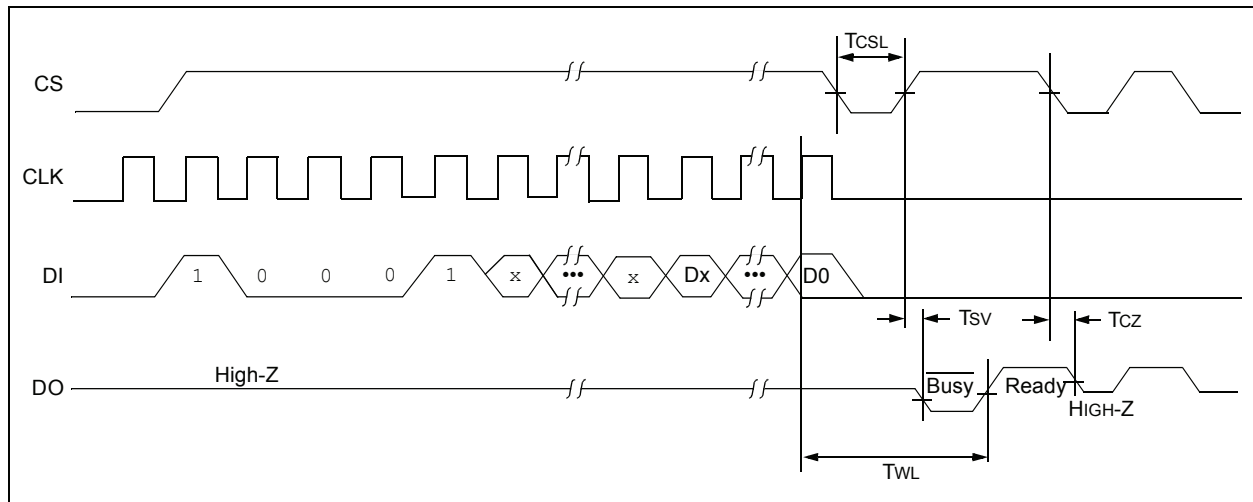 TCSL
CS
CLK
DI 1 0 0 0 1 x ••• x Dx ••• D0
TSV TCZ
High-Z
DO Busy Ready
HIGH-Z
TWL